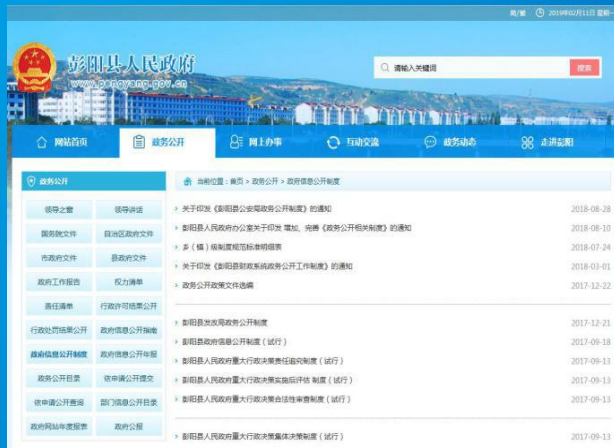 简/繁 2019年02月11日 星期一
彭阳县人民政府
www.pengyang.gov.cn
请输入关键词
搜索
网站首页 政务公开 网上办事 互动交流 政务动态 走进彭阳
政务公开
当前位置：首页 > 政务公开 > 政府信息公开制度
领导之窗 领导讲话
国务院文件 自治区政府文件
市政府文件 县政府文件
政府工作报告 权力清单
责任清单 行政许可结果公开
行政处罚结果公开 政府信息公开指南
政府信息公开制度 政府信息公开年报
政务公开目录 依申请公开提交
依申请公开查阅 部门信息公开目录
政府网站年度报表 政府公报
关于印发《彭阳县公安局政务公开制度》的通知 2018-08-28
彭阳县人民政府办公室关于印发 增加、完善《政务公开相关制度》的通知 2018-08-10
乡（镇）级制度规范标准明细表 2018-07-24
关于印发《彭阳县财政系统政务公开工作制度》的通知 2018-03-01
政务公开政策文件选编 2017-12-22
彭阳县发改局政务公开制度 2017-12-21
彭阳县政府信息公开制度（试行） 2017-09-18
彭阳县人民政府重大行政决策责任追究制度（试行） 2017-09-13
彭阳县人民政府重大行政决策实施后评估 制度（试行） 2017-09-13
彭阳县人民政府重大行政决策合法性审查制度（试行） 2017-09-13
彭阳县人民政府重大行政决策集体决策制度（试行） 2017-09-13